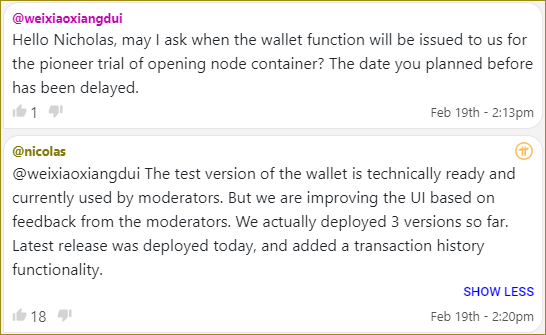 @weixiaoxiangdui
Hello Nicholas, may I ask when the wallet function will be issued to us for
the pioneer trial of opening node container? The date you planned before
has been delayed.
1
Feb 19th - 2:13pm
@nicolas
@weixiaoxiangdui The test version of the wallet is technically ready and
currently used by moderators. But we are improving the UI based on
feedback from the moderators. We actually deployed 3 versions so far.
Latest release was deployed today, and added a transaction history
functionality.
SHOW LESS
18
Feb 19th - 2:20pm